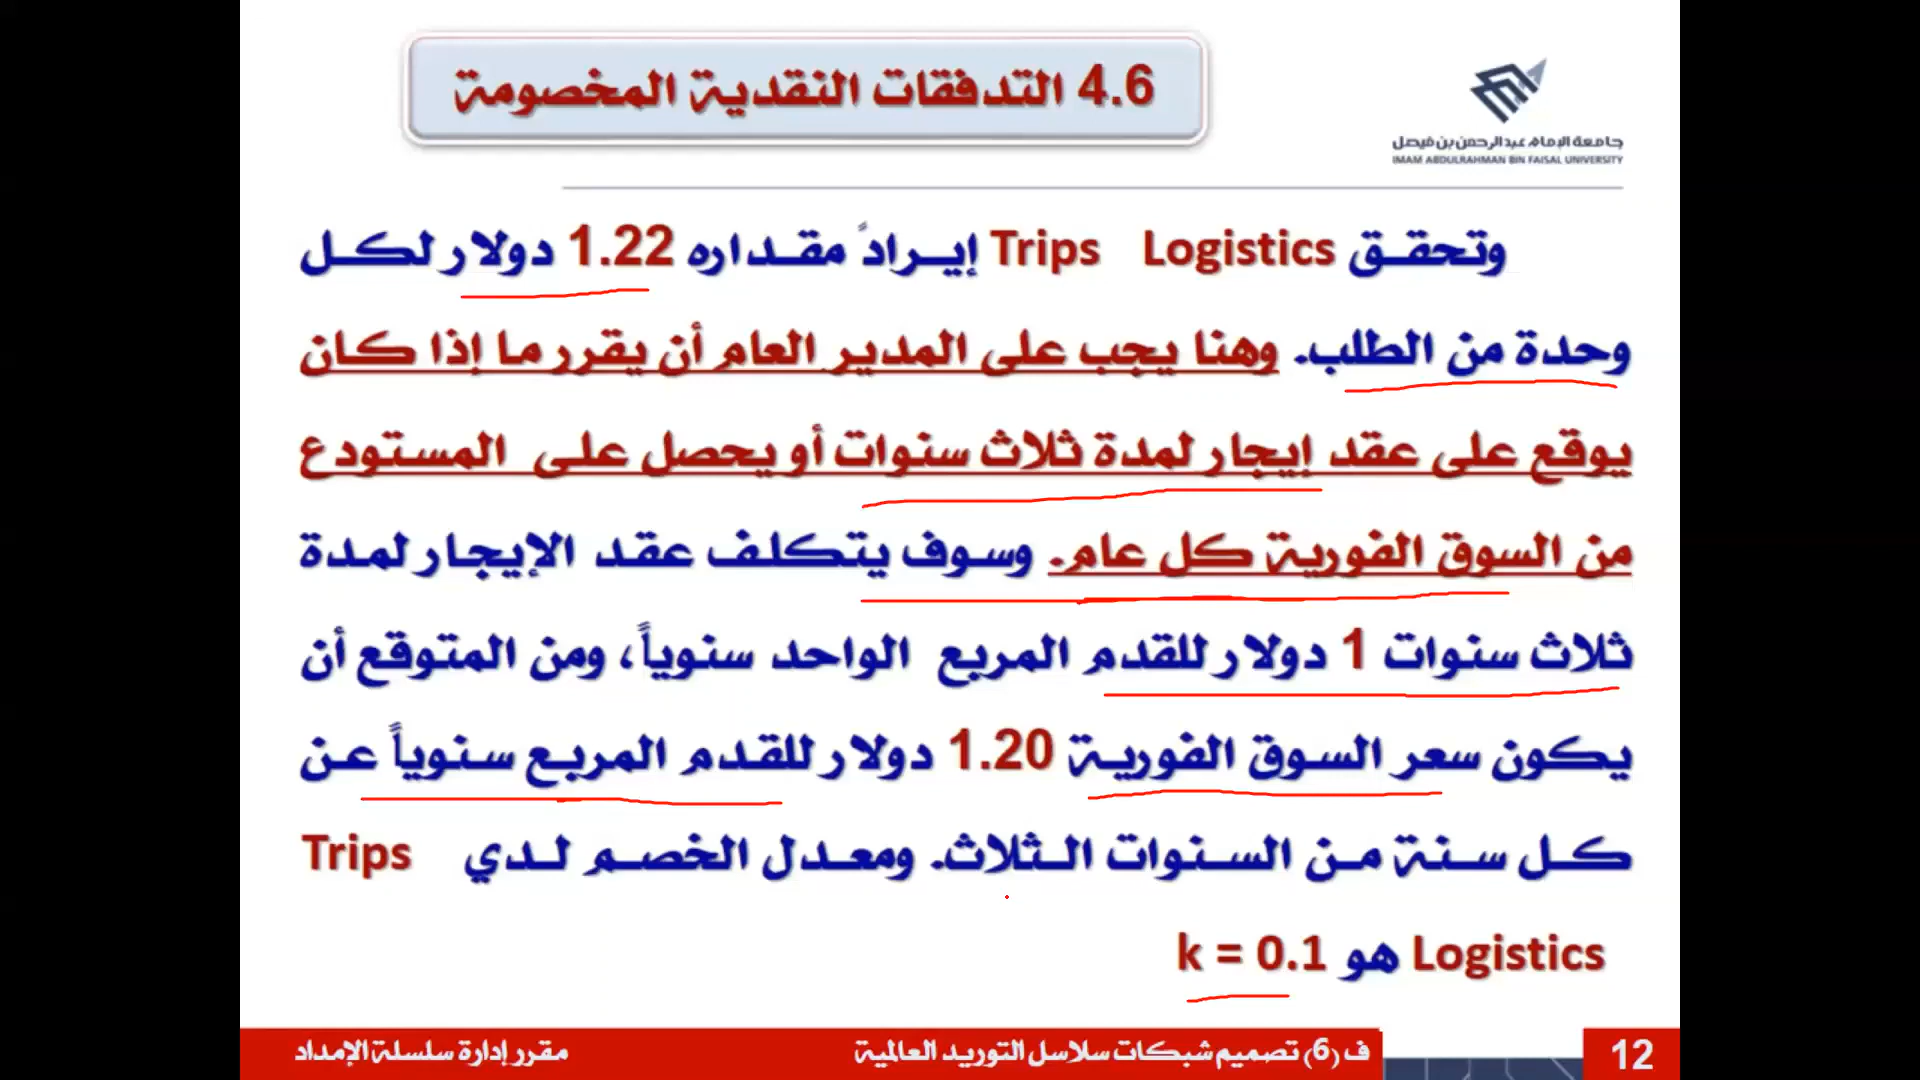 4.6 التدفقات النقدية المخصومة
جامعة الإمام عبد الرحمن بن فيصل
IMAM ABDULRAHMAN BIN FAISAL UNIVERSITY
وتحقق Trips Logistics إيراداً مقداره 1.22 دولار لكل
وحدة من الطلب. وهنا يجب على المدير العام أن يقرر ما إذا كان
يوقع على عقد إيجار لمدة ثلاث سنوات أو يحصل على المستودع
من السوق الفورية كل عام. وسوف يتكلف عقد الإيجار لمدة
ثلاث سنوات 1 دولار للقدم المربع الواحد سنوياً، ومن المتوقع أن
يكون سعر السوق الفورية 1.20 دولار للقدم المربع سنوياً عن
كل سنة من السنوات الثلاث. ومعدل الخصم لدي Trips
Logistics هو k = 0.1
12
ف (6) تصميم شبكات سلاسل التوريد العالمية
مقرر إدارة سلسلة الإمداد